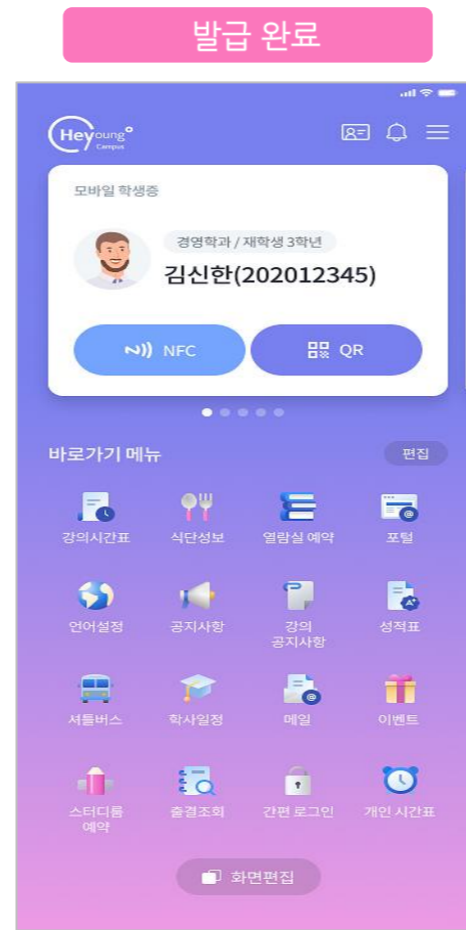 발급 완료
Heyoung
Campus
모바일 학생증
경영학과 / 재학생 3학년
김신한(202012345)
NFC
QR
바로가기 메뉴
편집
강의시간표
식단성보
열람실 예약
포털
언어설정
공지사항
강의
공지사항
성적표
셔틀버스
학사일정
메일
이벤트
스터디룸
예약
출결조회
간편 로그인
개인 시간표
화면편집